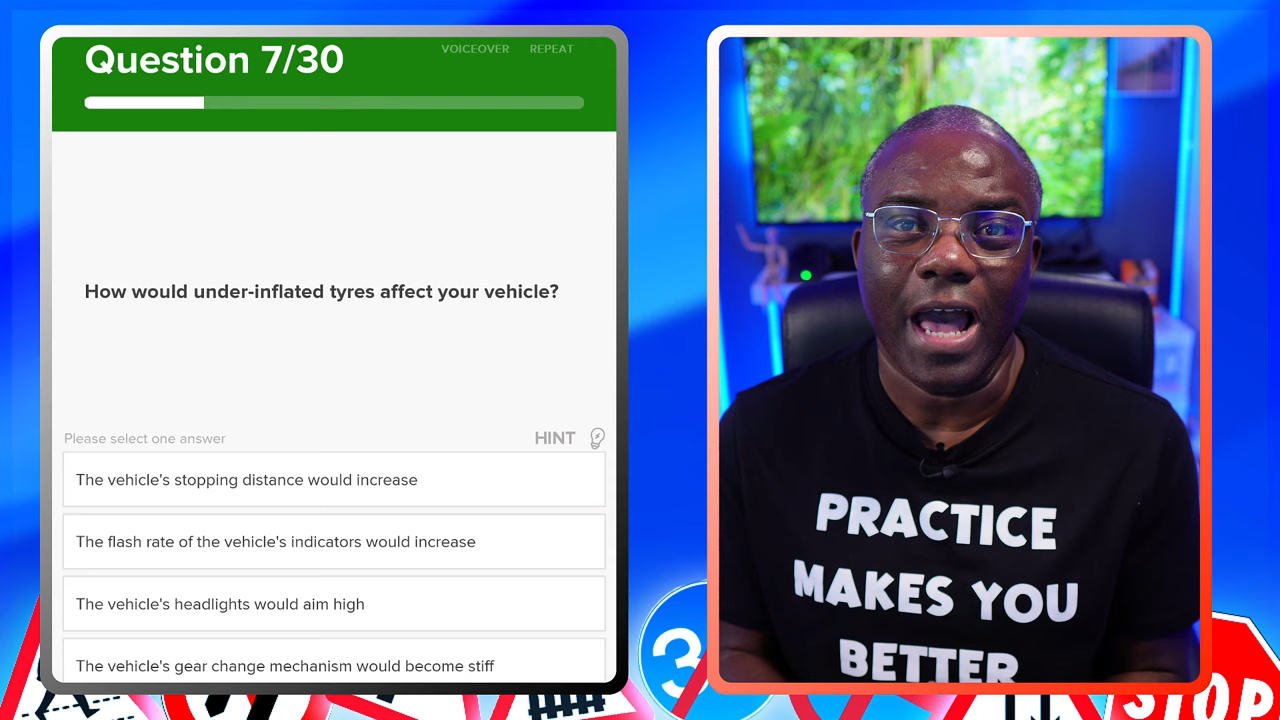 Question 7/30
VOICEOVER REPEAT
How would under-inflated tyres affect your vehicle?
Please select one answer
HINT
The vehicle's stopping distance would increase
The flash rate of the vehicle's indicators would increase
The vehicle's headlights would aim high
The vehicle's gear change mechanism would become stiff
PRACTICE
MAKES YOU
BETTER
3
STOP